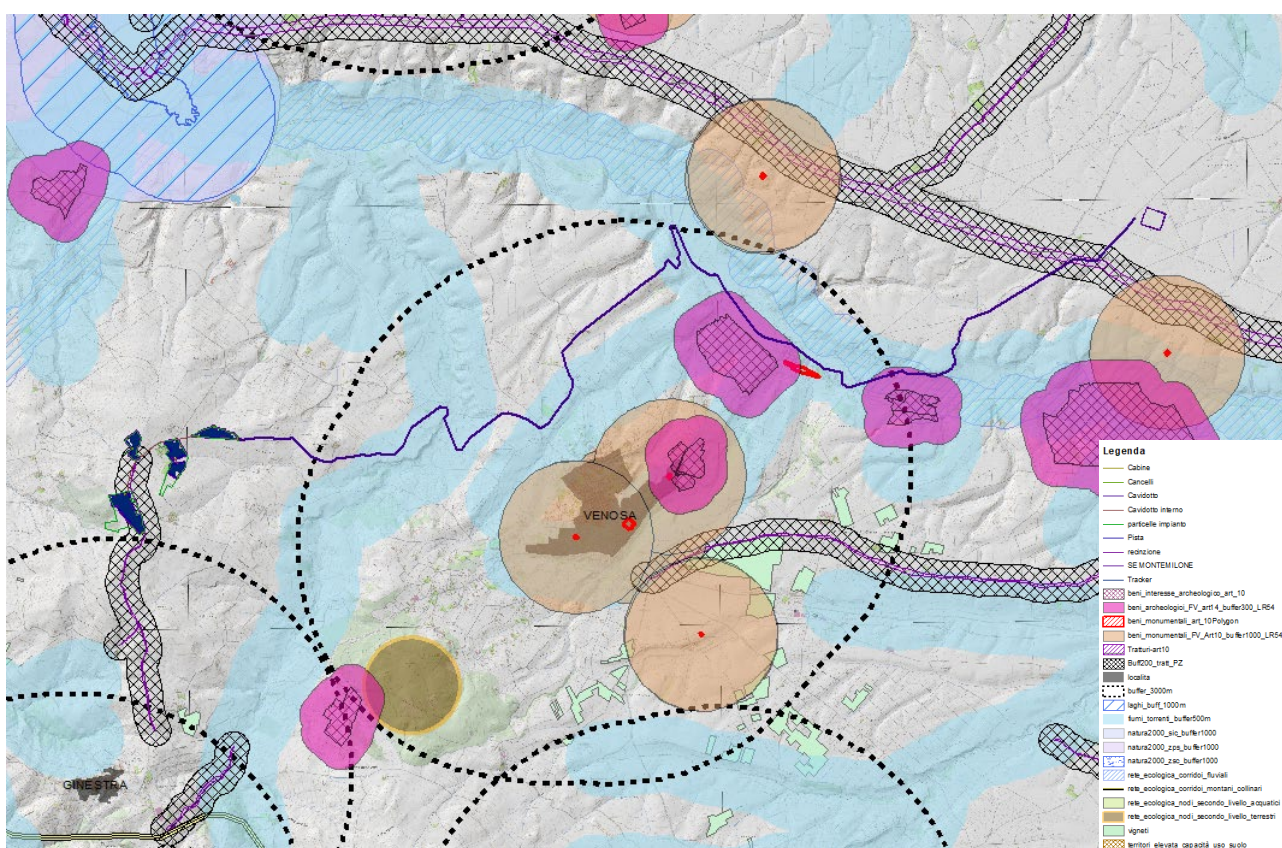 VENOSA
GINESTRA
Legenda
Cabine
Cancelli
Cavidotto
Cavidotto interno
particelle impianto
Pista
recinzione
SE MONTEMILONE
Tracker
beni_interesse_archeologico_art_10
beni_archeologici_FV_art14_buffer300_LR54
beni_monumentali_art_10Polygon
beni_monumentali_FV_Art10_buffer1000_LR54
Tratturi-art10
Buff200_tratt_PZ
localita
buffer_3000m
laghi_buff_1000m
fiumi_torrenti_buffer500m
natura2000_sic_buffer1000
natura2000_zps_buffer1000
natura2000_zsc_buffer1000
rete_ecologica_corridoi_fluviali
rete_ecologica_corridoi_montani_collinari
rete_ecologica_nodi_secondo_livello_acquatici
rete_ecologica_nodi_secondo_livello_terrestri
vigneti
territori_elevata_capacità_uso_suolo